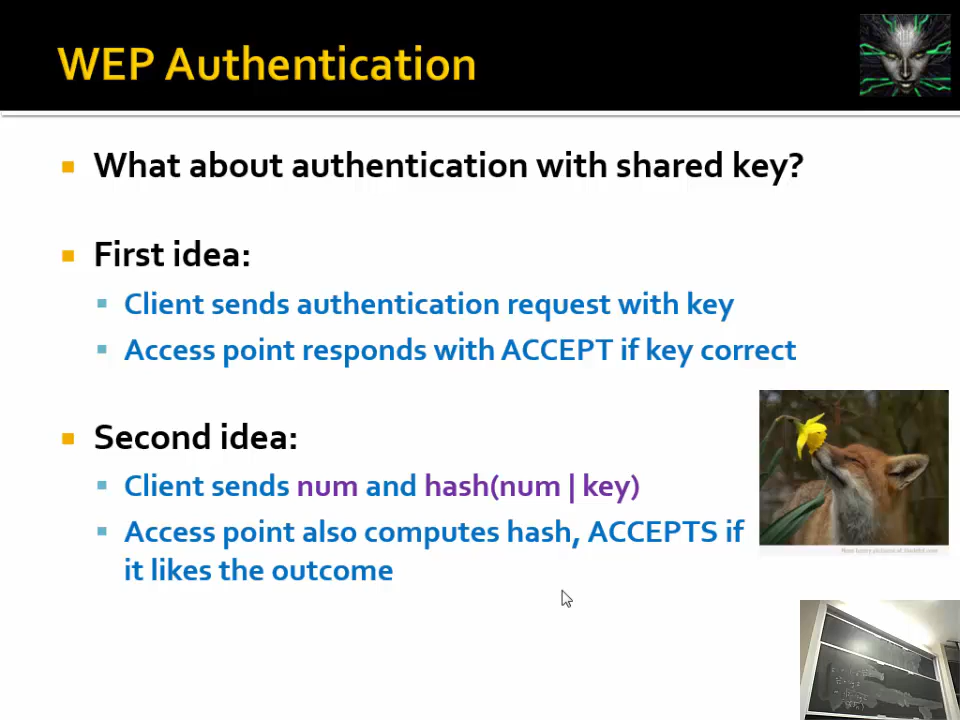 WEP Authentication
What about authentication with shared key?
First idea:
Client sends authentication request with key
Access point responds with ACCEPT if key correct
Second idea:
Client sends num and hash(num | key)
Access point also computes hash, ACCEPTS if
it likes the outcome